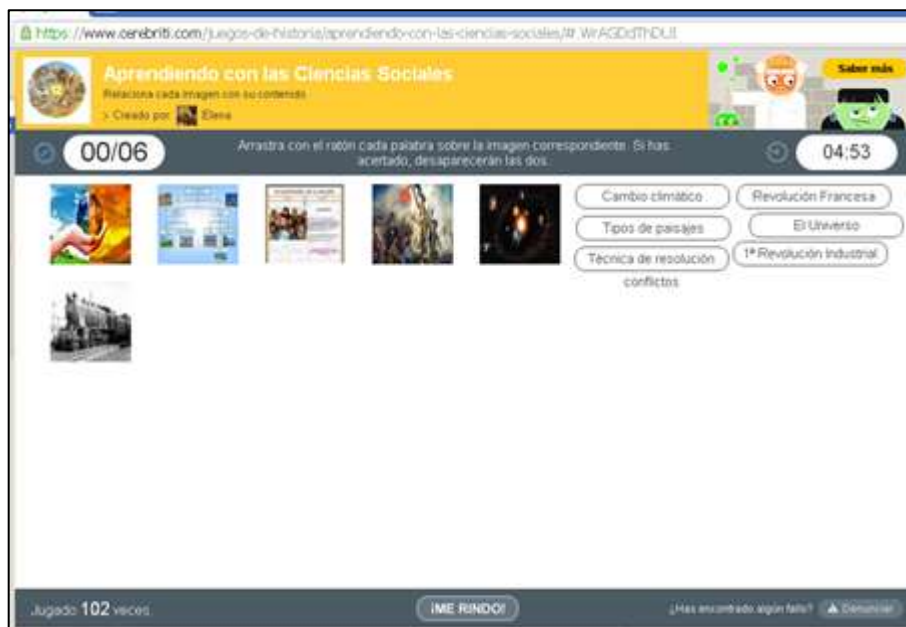 https://www.cerebriti.com/juegos-de-historia/aprendiendo-con-las-ciencias-sociales/#
Aprendiendo con las Ciencias Sociales
Relaciona cada imagen con su contenido
> Creado por Elena
Saber más
00/06
Arrastra con el ratón cada palabra sobre la imagen correspondiente. Si has
acertado, desaparecerán las dos.
04:53
Cambio climático
Revolución Francesa
Tipos de paisajes
El Universo
Técnica de resolución
conflictos
1ª Revolución Industrial
Jugado 102 veces
¡ME RINDO!
¿Has encontrado algún fallo?
Denunciar